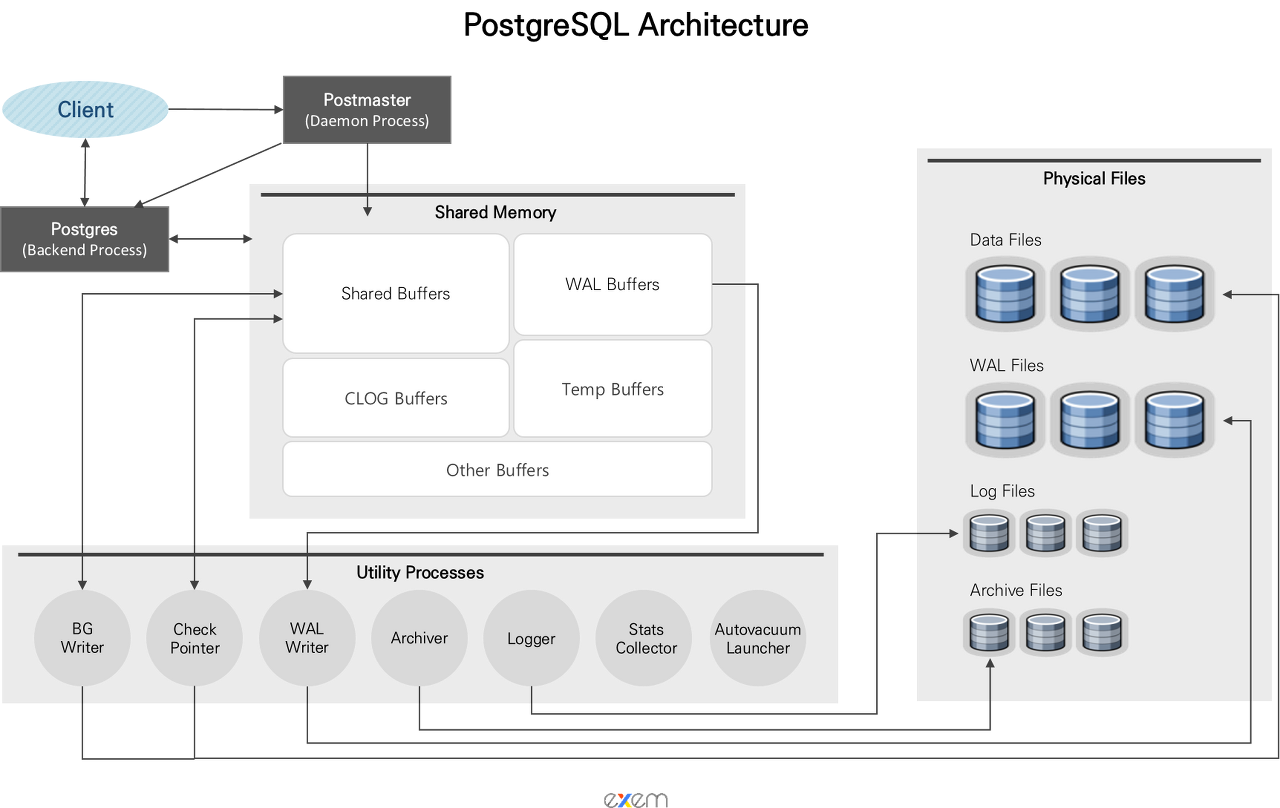 PostgreSQL Architecture
Client
Postmaster
(Daemon Process)
Postgres
(Backend Process)
Shared Memory
Shared Buffers
WAL Buffers
CLOG Buffers
Temp Buffers
Other Buffers
Physical Files
Data Files
WAL Files
Log Files
Archive Files
Utility Processes
BG
Writer
Check
Pointer
WAL
Writer
Archiver
Logger
Stats
Collector
Autovacuum
Launcher
exem